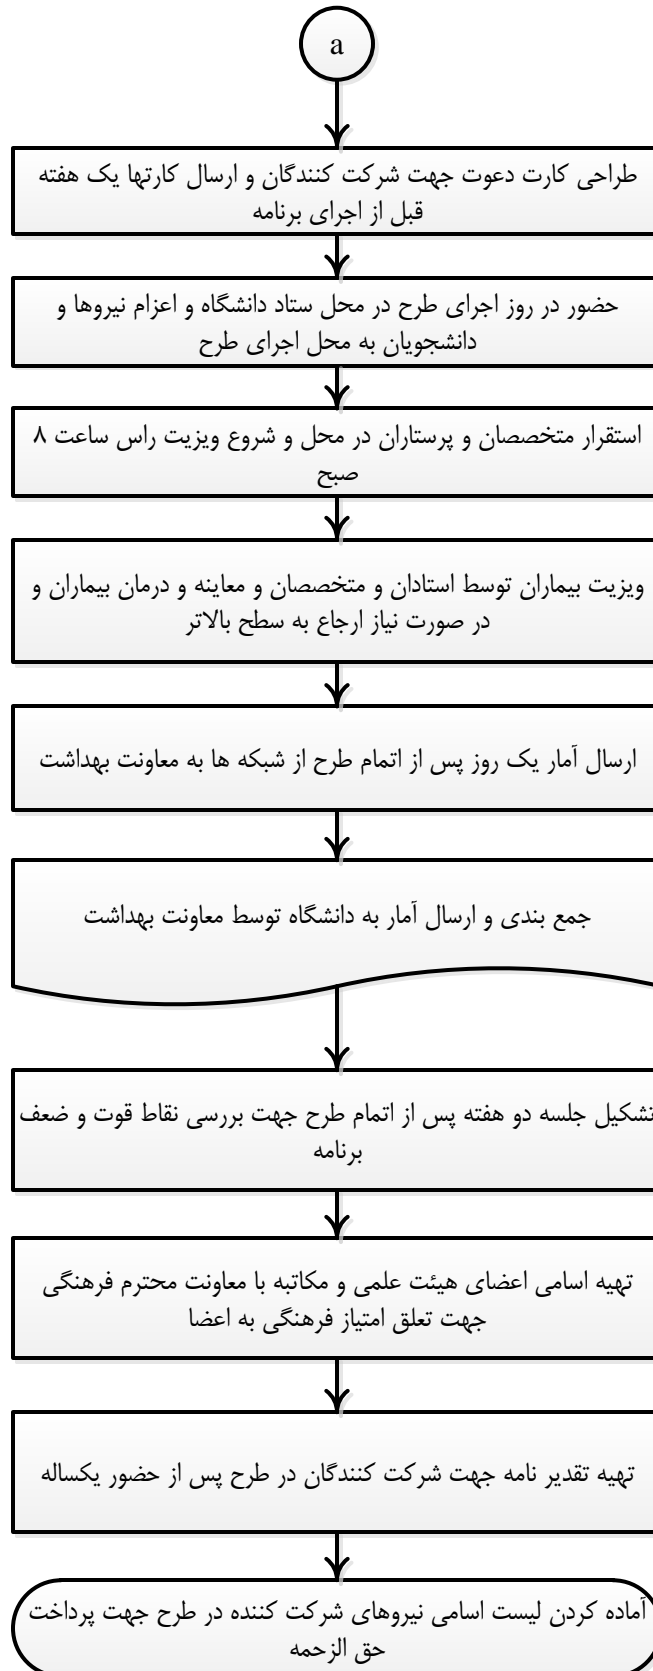 a
طراحی کارت دعوت جهت شرکت کنندگان و ارسال کارتها یک هفته
قبل از اجرای برنامه
حضور در روز اجرای طرح در محل ستاد دانشگاه و اعزام نیروها و
دانشجویان به محل اجرای طرح
استقرار متخصصان و پرستاران در محل و شروع ویزیت راس ساعت ۸
صبح
ویزیت بیماران توسط استادان و متخصصان و معاینه و درمان بیماران و
در صورت نیاز ارجاع به سطح بالاتر
ارسال آمار یک روز پس از اتمام طرح از شبکه ها به معاونت بهداشت
جمع بندی و ارسال آمار به دانشگاه توسط معاونت بهداشت
تشکیل جلسه دو هفته پس از اتمام طرح جهت بررسی نقاط قوت و ضعف
برنامه
تهیه اسامی اعضای هیئت علمی و مکاتبه با معاونت محترم فرهنگی
جهت تعلق امتیاز فرهنگی به اعضا
تهیه تقدیر نامه جهت شرکت کنندگان در طرح پس از حضور یکساله
آماده کردن لیست اسامی نیروهای شرکت کننده در طرح جهت پرداخت
حق الزحمه